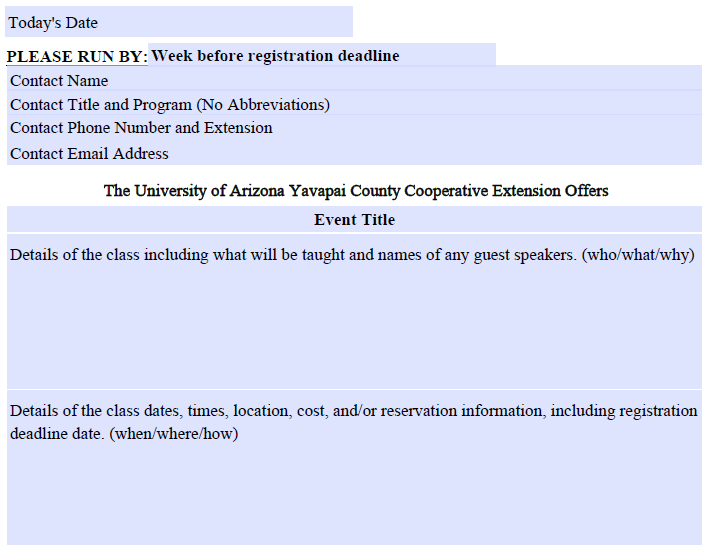 Today's Date
PLEASE RUN BY: Week before registration deadline
Contact Name
Contact Title and Program (No Abbreviations)
Contact Phone Number and Extension
Contact Email Address
The University of Arizona Yavapai County Cooperative Extension Offers
Event Title
Details of the class including what will be taught and names of any guest speakers. (who/what/why)
Details of the class dates, times, location, cost, and/or reservation information, including registration
deadline date. (when/where/how)